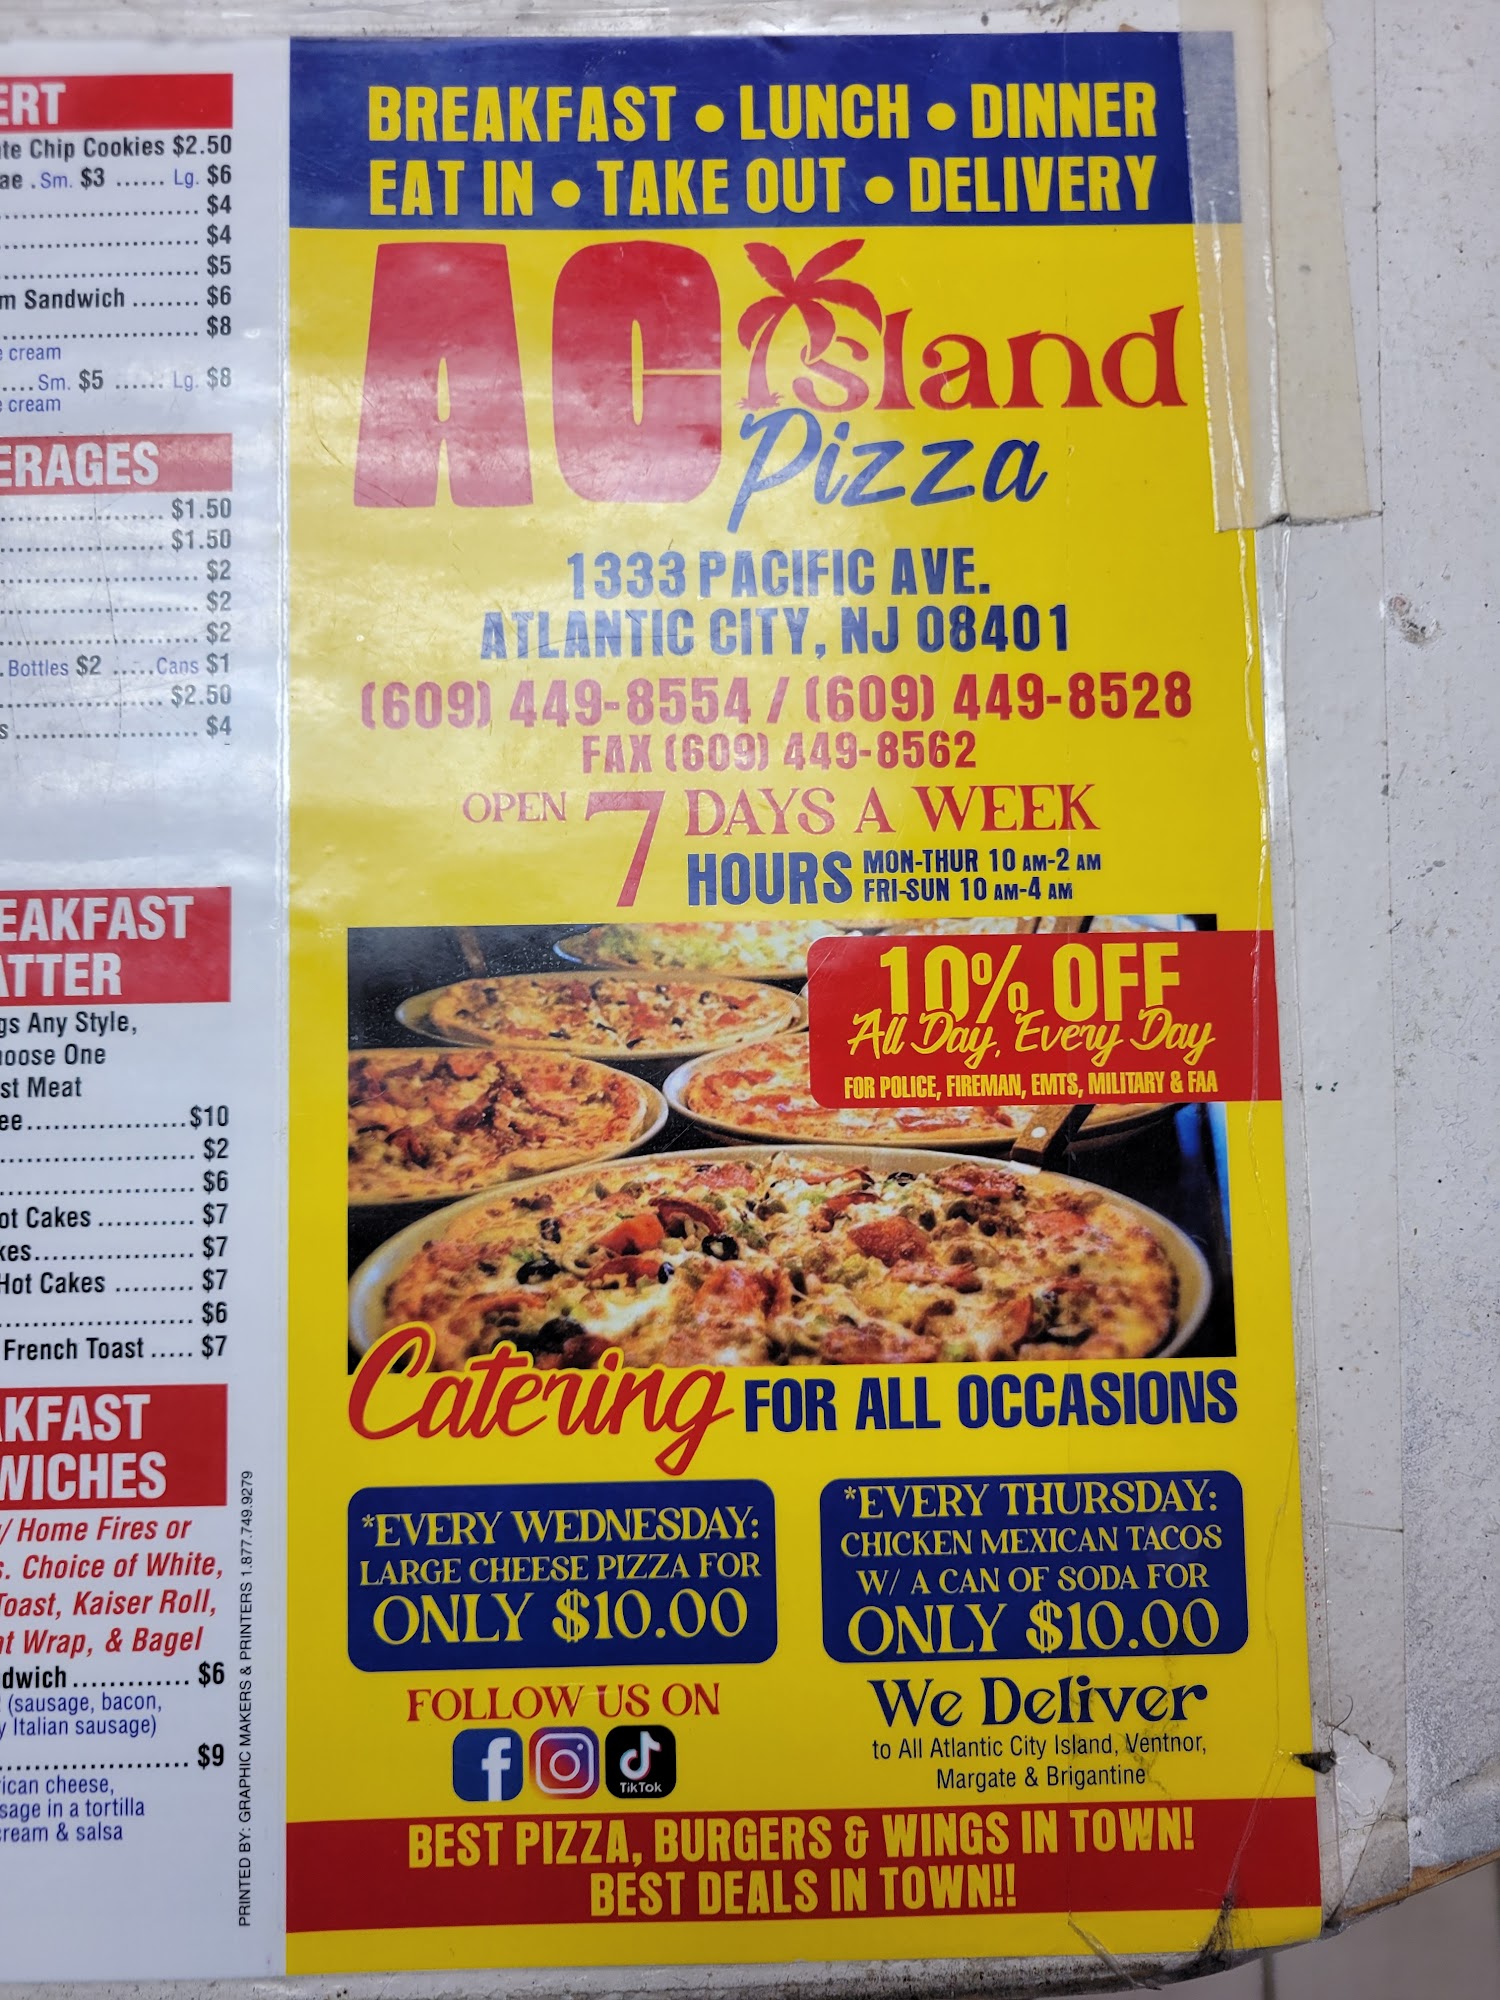 ERT
te Chip Cookies $2.50
ae . Sm. $3 ...... Lg. $6
$4
$4
$5
m Sandwich ........ $6
$8
cream
.... Sm. $5 ...... Lg. $8
cream
ERAGES
$1.50
$1.50
$2
$2
$2
. Bottles $2 .....Cans $1
$2.50
s ........................ $4
EAKFAST
ATTER
gs Any Style,
oose One
st Meat
ee...................$10
$2
$6
ot Cakes ........... $7
kes................... $7
Hot Cakes ......... $7
$6
French Toast ..... $7
AKFAST
WICHES
/ Home Fires or
s. Choice of White,
Toast, Kaiser Roll,
at Wrap, & Bagel
dwich ............. $6
(sausage, bacon,
y Italian sausage)
$9
ican cheese,
sage in a tortilla
cream & salsa
PRINTED BY: GRAPHIC MAKERS & PRINTERS 1.877.749.9279
BREAKFAST • LUNCH • DINNER
EAT IN • TAKE OUT • DELIVERY
AC Island
Pizza
1333 PACIFIC AVE.
ATLANTIC CITY, NJ 08401
(609) 449-8554 / (609) 449-8528
FAX (609) 449-8562
OPEN 7 DAYS A WEEK
HOURS MON-THUR 10 AM-2 AM
FRI-SUN 10 AM-4 AM
10% OFF
All Day, Every Day
FOR POLICE, FIREMAN, EMTS, MILITARY & FAA
Catering FOR ALL OCCASIONS
*EVERY WEDNESDAY:
LARGE CHEESE PIZZA FOR
ONLY $10.00
*EVERY THURSDAY:
CHICKEN MEXICAN TACOS
W/ A CAN OF SODA FOR
ONLY $10.00
FOLLOW US ON
TikTok
We Deliver
to All Atlantic City Island, Ventnor,
Margate & Brigantine
BEST PIZZA, BURGERS & WINGS IN TOWN!
BEST DEALS IN TOWN!!